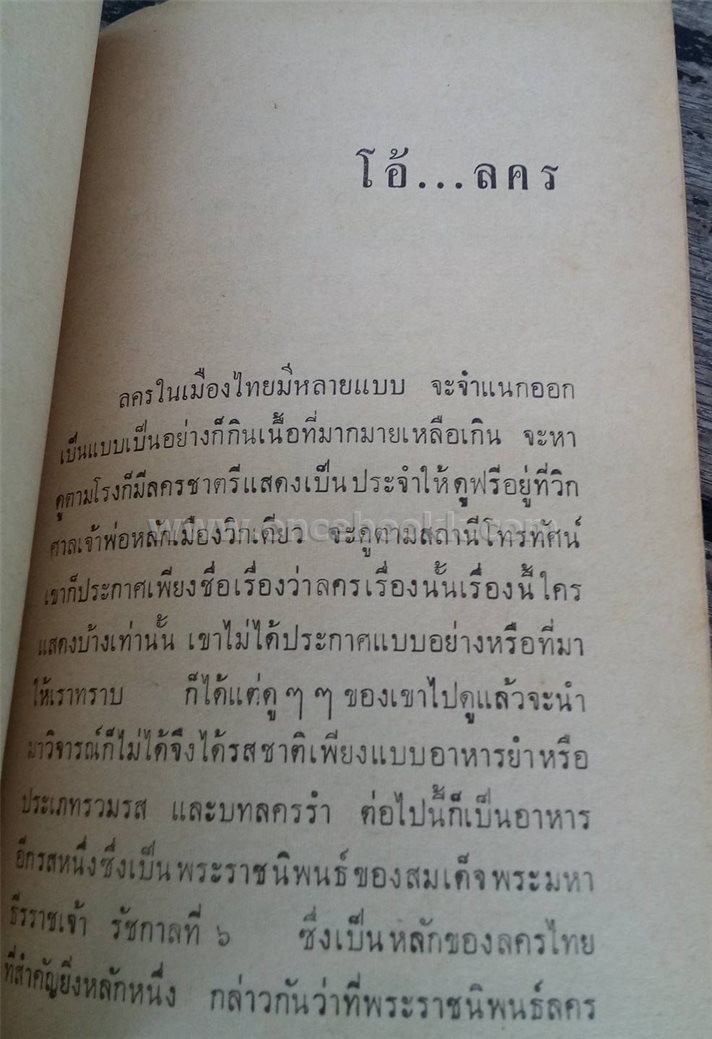 โอ้...ลคร
ลครในเมืองไทยมีหลายแบบ จะจำแนกออก
เป็นแบบเป็นอย่างก็กินเนื้อที่มากมายเหลือเกิน จะหา
ดูตามโรงก็มีลครชาตรีแสดงเป็นประจำให้ดูฟรีอยู่ที่วิก
ศาลเจ้าพ่อหลักเมืองวิกเดียว จะดูตามสถานีโทรทัศน์
เขาก็ประกาศเพียงชื่อเรื่องว่าลครเรื่องนั้นเรื่องนี้ใคร
แสดงบ้างเท่านั้น เขาไม่ได้ประกาศแบบอย่างหรือที่มา
ให้เราทราบ ก็ได้แต่ดู ๆ ๆ ของเขาไปดูแล้วจะนำ
มาวิจารณ์ก็ไม่ได้จึงได้รสชาติเพียงแบบอาหารยำหรือ
ประเภทรวมรส และบทลครรำ ต่อไปนี้ก็เป็นอาหาร
อีกรสหนึ่งซึ่งเป็นพระราชนิพนธ์ของสมเด็จพระมหา
ธีรราชเจ้า รัชกาลที่ ๖ ซึ่งเป็นหลักของลครไทย
ที่สำคัญยิ่งหลักหนึ่ง กล่าวกันว่าที่พระราชนิพนธ์ลคร